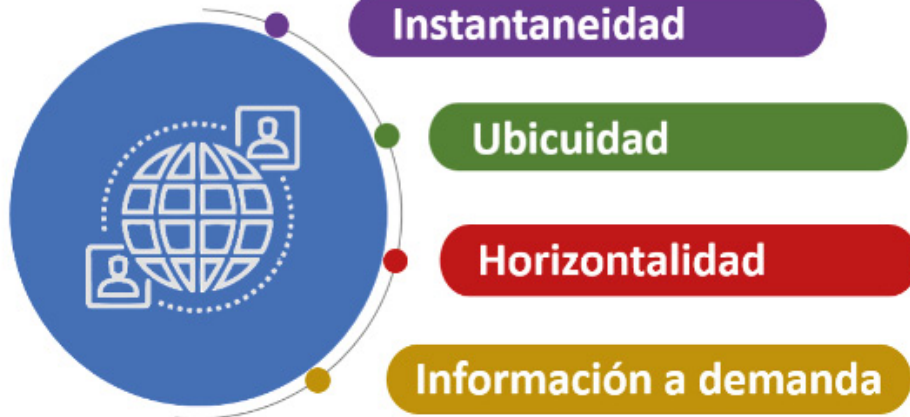 Instantaneidad
Ubicuidad
Horizontalidad
Información a demanda